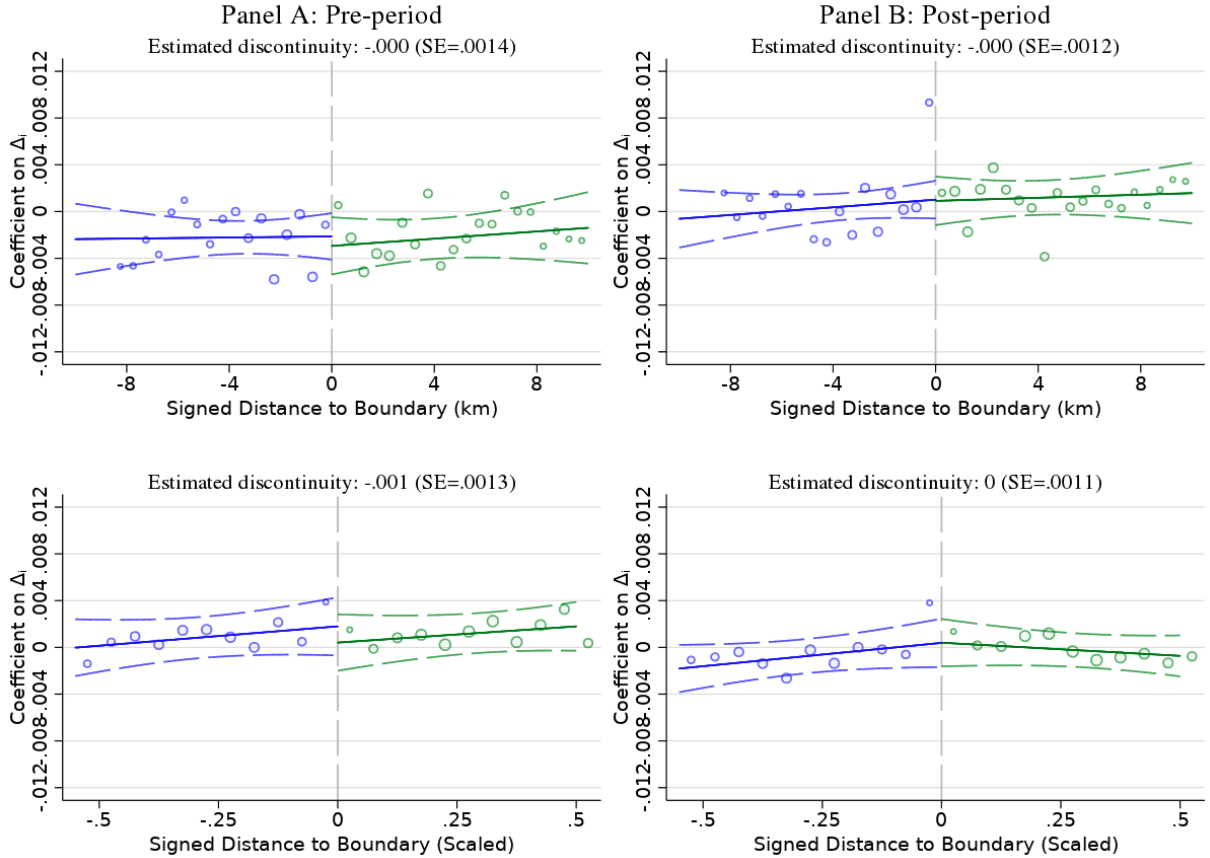 Panel A: Pre-period
Estimated discontinuity: -.000 (SE=.0014)
Coefficient on Δi
-.012 -.008 -.004 0 .004 .008 .012
-8 -4 0 4 8
Signed Distance to Boundary (km)
Panel B: Post-period
Estimated discontinuity: -.000 (SE=.0012)
Coefficient on Δi
-.012 -.008 -.004 0 .004 .008 .012
-8 -4 0 4 8
Signed Distance to Boundary (km)
Estimated discontinuity: -.001 (SE=.0013)
Coefficient on Δi
-.012 -.008 -.004 0 .004 .008 .012
-.5 -.25 0 .25 .5
Signed Distance to Boundary (Scaled)
Estimated discontinuity: 0 (SE=.0011)
Coefficient on Δi
-.012 -.008 -.004 0 .004 .008 .012
-.5 -.25 0 .25 .5
Signed Distance to Boundary (Scaled)